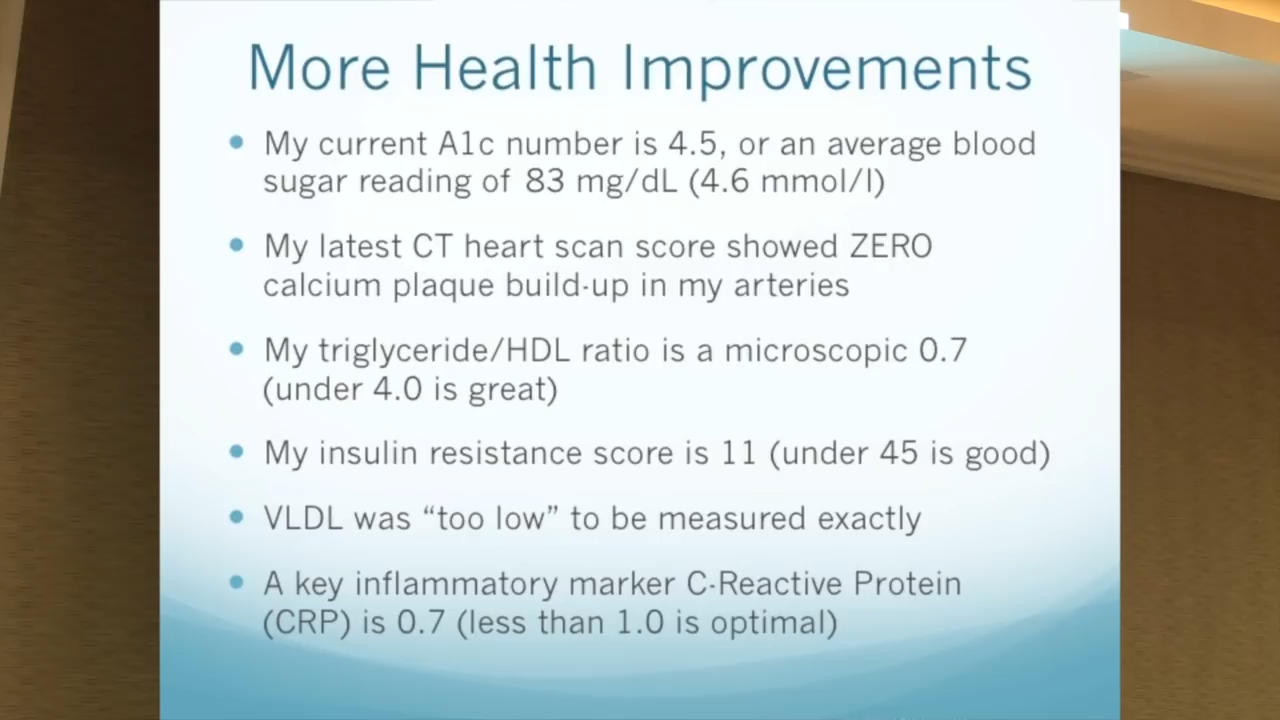 More Health Improvements
• My current A1c number is 4.5, or an average blood
sugar reading of 83 mg/dL (4.6 mmol/l)
• My latest CT heart scan score showed ZERO
calcium plaque build-up in my arteries
• My triglyceride/HDL ratio is a microscopic 0.7
(under 4.0 is great)
• My insulin resistance score is 11 (under 45 is good)
• VLDL was “too low” to be measured exactly
• A key inflammatory marker C-Reactive Protein
(CRP) is 0.7 (less than 1.0 is optimal)